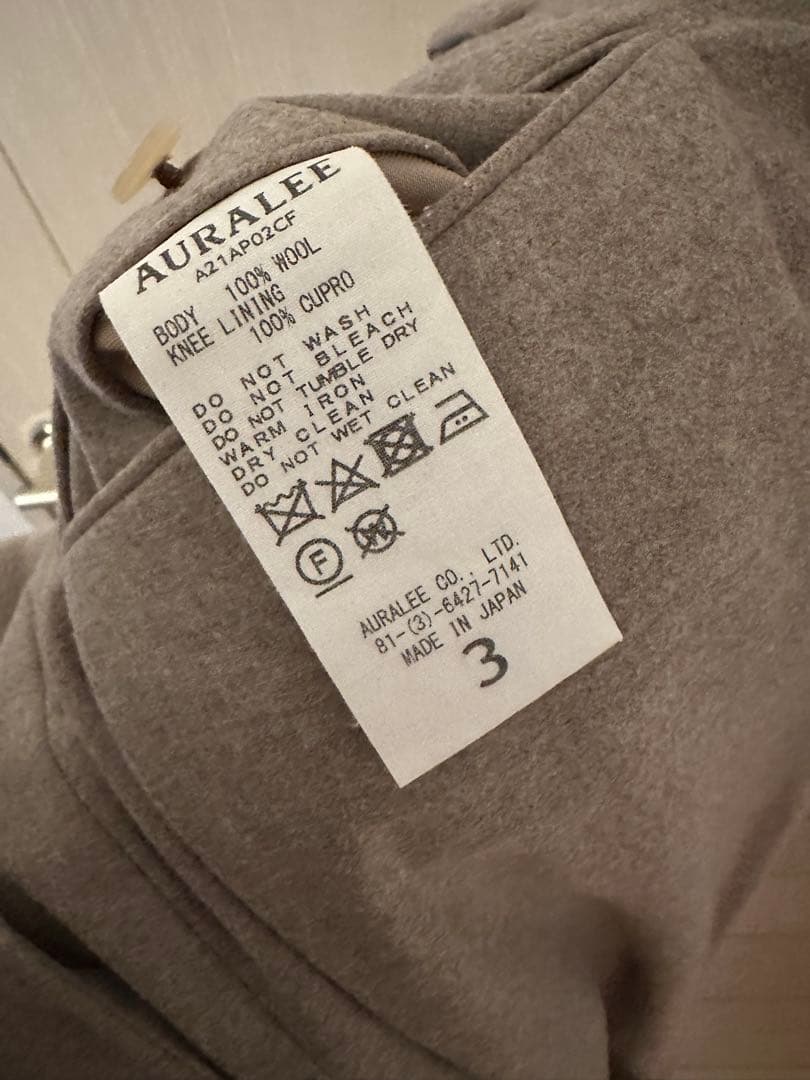 AURALEE
A21AP02CF
BODY 100% WOOL
KNEE LINING
100% CUPRO
DO NOT WASH
DO NOT BLEACH
DO NOT TUMBLE DRY
WARM IRON
DRY CLEAN
DO NOT WET CLEAN
F W
AURALEE CO., LTD.
81-(3)-6427-7141
MADE IN JAPAN
3